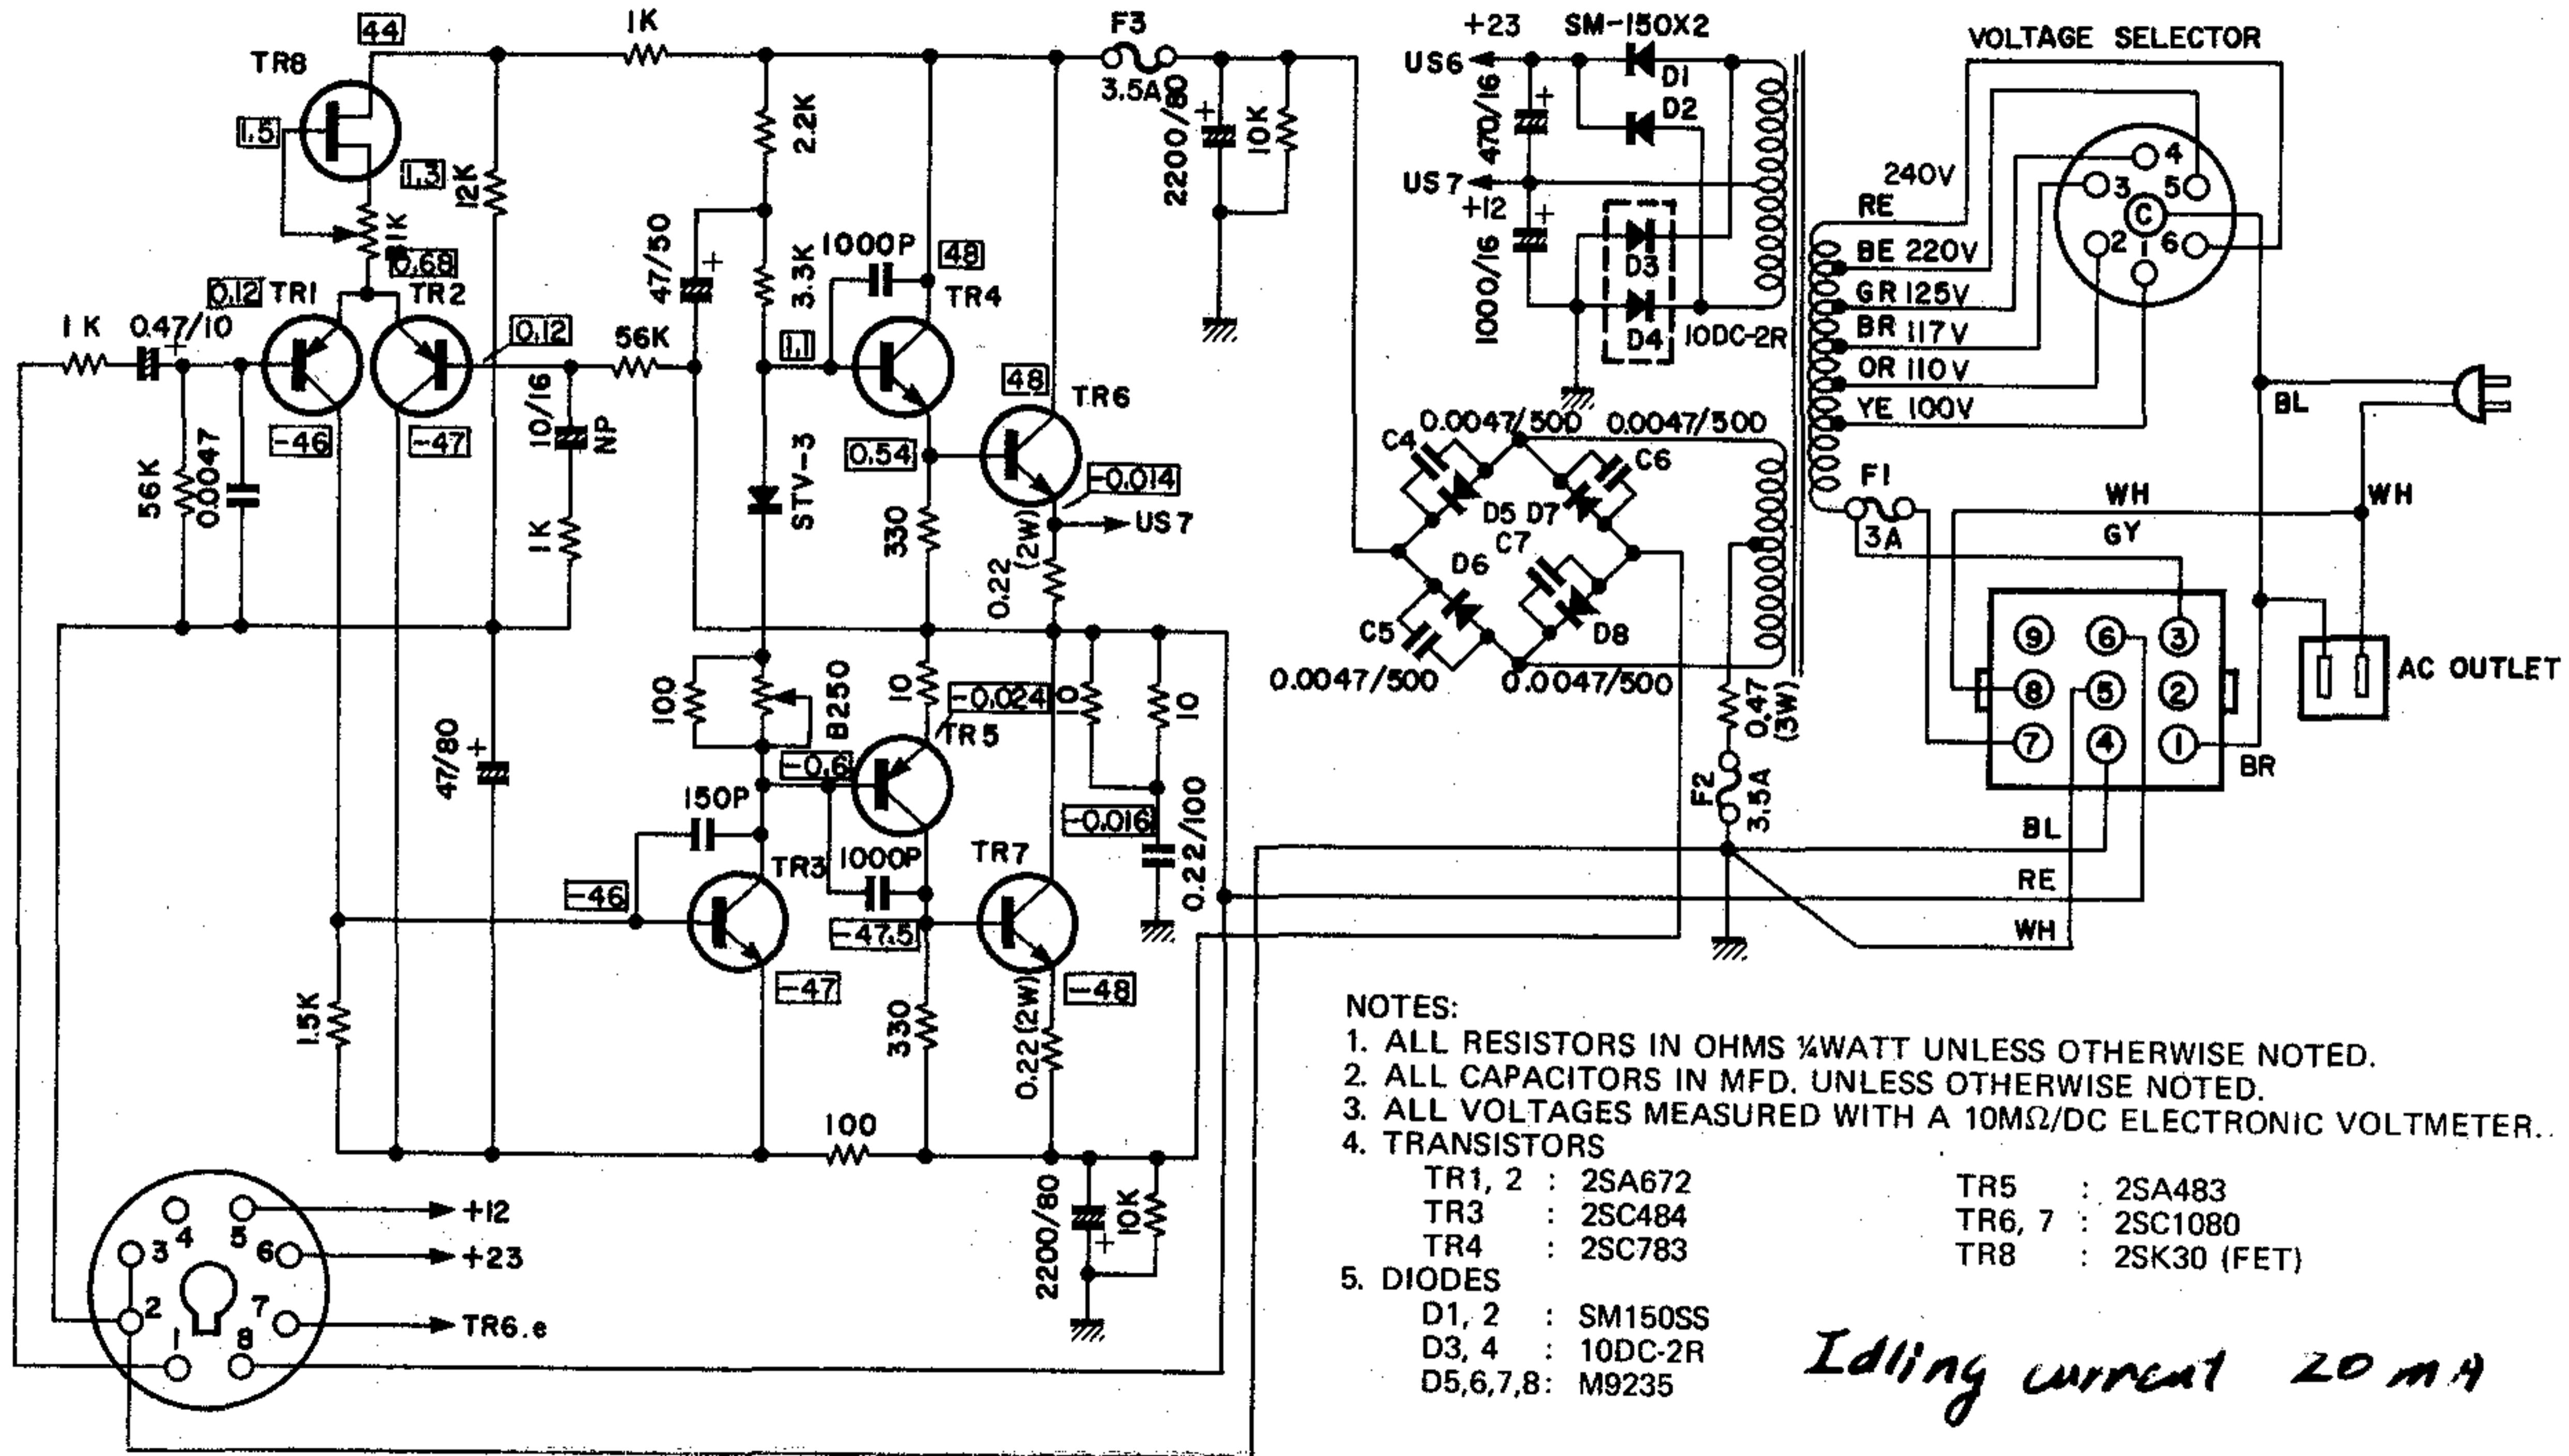 44
1K
TR8
1.5
1.3
B1K
12K
0.68
0.12
TR1
TR2
0.12
1K
0.47/10
56K
0.0047
-46
-47
10/16
NP
1K
56K
47/50
2.2K
3.3K
1000P
48
TR4
1.1
STV-3
0.54
330
48
TR6
-0.014
US7
0.22
(2W)
F3
3.5A
2200/80
+
10K
+23
SM-150X2
US6
D1
D2
470/16
+
US7
+12
1000/16
+
D3
D4
10DC-2R
VOLTAGE SELECTOR
240V
RE
BE 220V
GR 125V
BR 117V
OR 110V
YE 100V
4
3
5
C
2
6
1
BL
F1
3A
WH
GY
WH
0.0047/500
0.0047/500
C4
C6
D5
D7
C7
D6
C5
D8
0.0047/500
0.0047/500
0.47
(3W)
F2
3.5A
9
6
3
8
5
2
7
4
1
BR
AC OUTLET
BL
RE
WH
100
B250
10
-0.024
10
TR5
-0.6
150P
1000P
TR3
TR7
-0.016
0.22/100
47/80
+
-46
-47.5
-47
-48
1.5K
330
0.22(2W)
100
2200/80
+
10K
4
5
+12
3
6
+23
2
7
TR6.e
1
8
NOTES:
1. ALL RESISTORS IN OHMS ¼WATT UNLESS OTHERWISE NOTED.
2. ALL CAPACITORS IN MFD. UNLESS OTHERWISE NOTED.
3. ALL VOLTAGES MEASURED WITH A 10MΩ/DC ELECTRONIC VOLTMETER..
4. TRANSISTORS
TR1, 2 : 2SA672
TR3 : 2SC484
TR4 : 2SC783
TR5 : 2SA483
TR6, 7 : 2SC1080
TR8 : 2SK30 (FET)
5. DIODES
D1, 2 : SM150SS
D3, 4 : 10DC-2R
D5,6,7,8: M9235
Idling current 20 mA